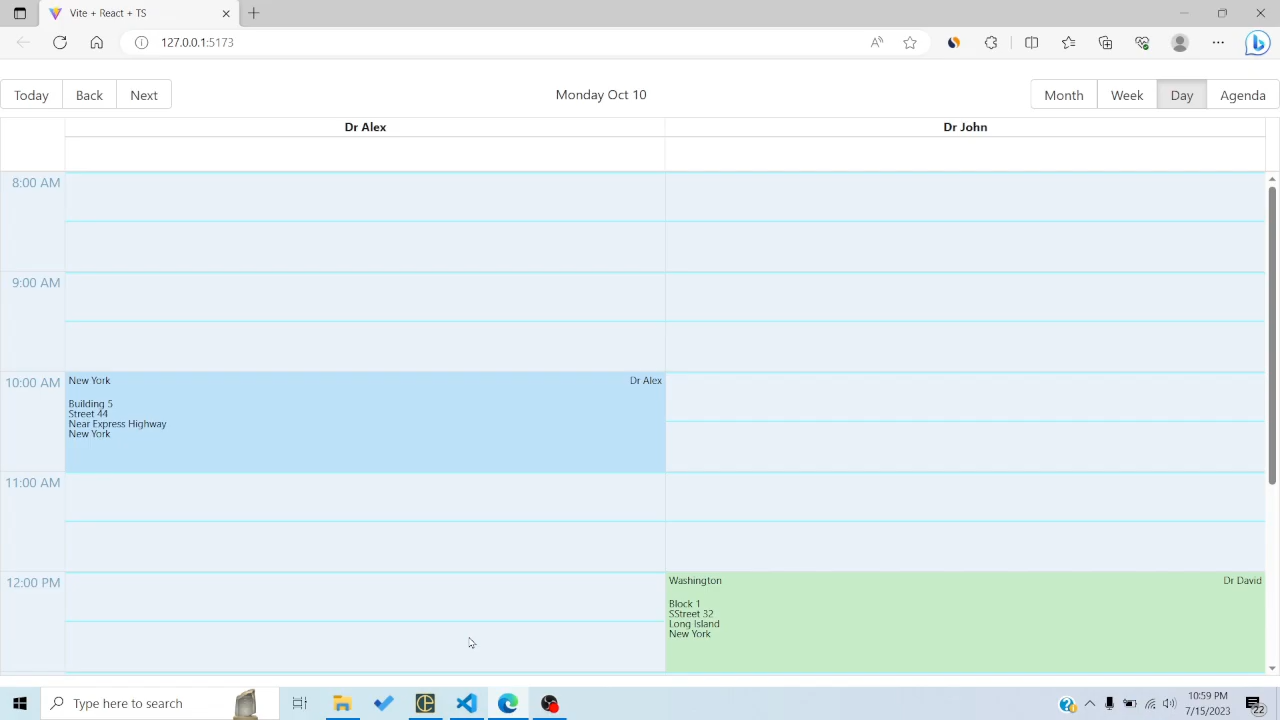 Vite + React + TS
127.0.0.1:5173
Today Back Next
Monday Oct 10
Month Week Day Agenda
Dr Alex
Dr John
8:00 AM
9:00 AM
10:00 AM
New York
Dr Alex
Building 5
Street 44
Near Express Highway
New York
11:00 AM
12:00 PM
Washington
Dr David
Block 1
SStreet 32
Long Island
New York
Type here to search
10:59 PM
7/15/2023
22